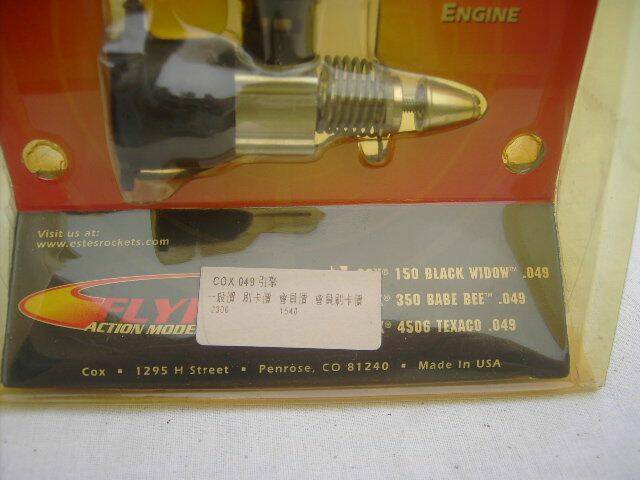 ENGINE
Visit us at:
www.estesrockets.com
FLYI
ACTION MODE
COX 049 引擎
一般價 刷卡價 會員價 會員刷卡價
2300 1540
150 BLACK WIDOW™ .049
350 BABE BEE™ .049
4506 TEXACO .049
Cox • 1295 H Street • Penrose, CO 81240 • Made In USA